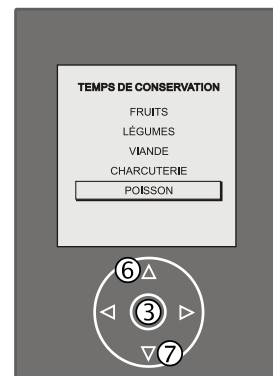 TEMPS DE CONSERVATION
FRUITS
LÉGUMES
VIANDE
CHARCUTERIE
POISSON
6
3
7